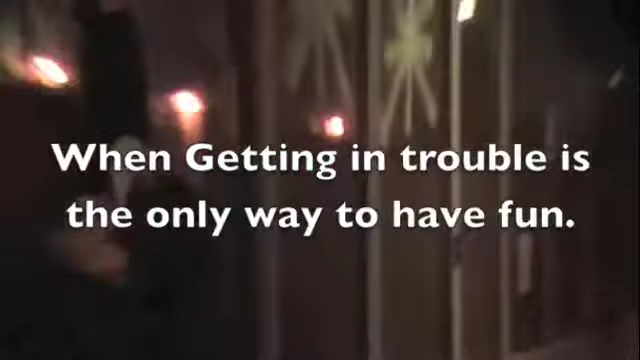 When Getting in trouble is
the only way to have fun.